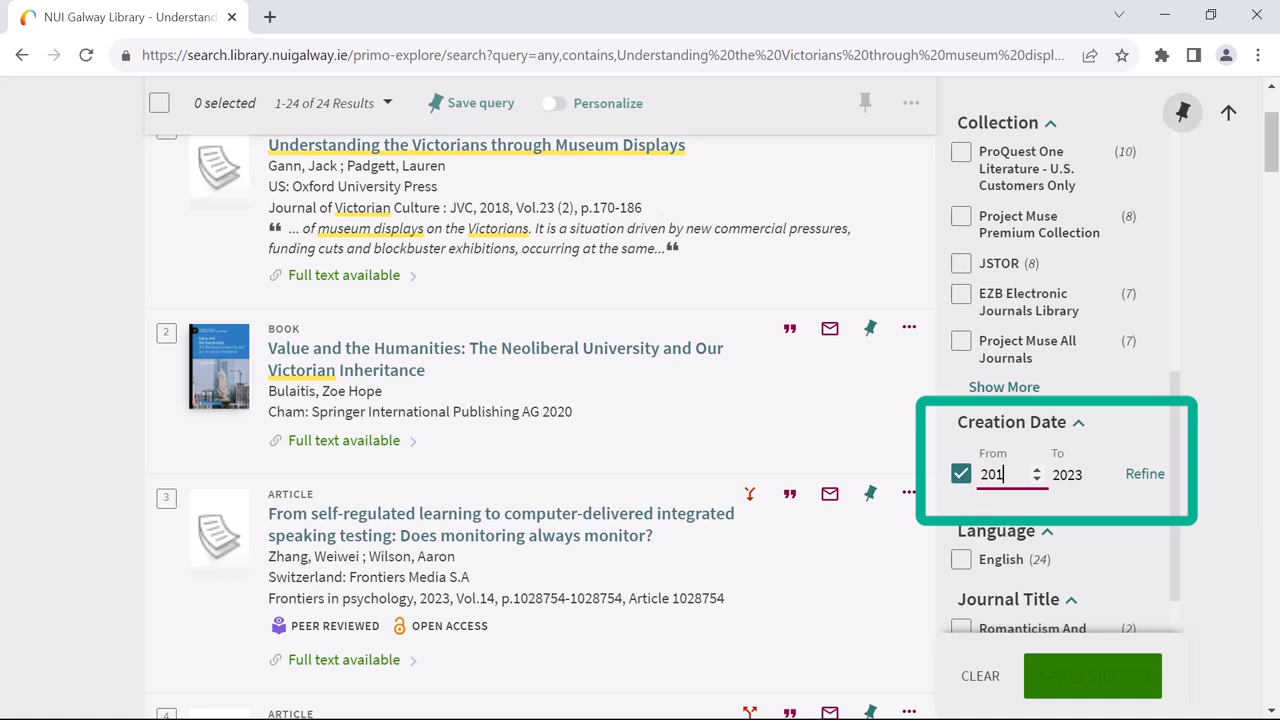 NUI Galway Library - Understand
https://search.library.nuigalway.ie/primo-explore/search?query=any,contains,Understanding%20the%20Victorians%20through%20museum%20displ...
0 selected
1-24 of 24 Results
Save query
Personalize
Understanding the Victorians through Museum Displays
Gann, Jack ; Padgett, Lauren
US: Oxford University Press
Journal of Victorian Culture : JVC, 2018, Vol.23 (2), p.170-186
❝ ... of museum displays on the Victorians. It is a situation driven by new commercial pressures,
funding cuts and blockbuster exhibitions, occurring at the same...❝
Full text available
2
BOOK
Value and the Humanities: The Neoliberal University and Our
Victorian Inheritance
Bulaitis, Zoe Hope
Cham: Springer International Publishing AG 2020
Full text available
3
ARTICLE
From self-regulated learning to computer-delivered integrated
speaking testing: Does monitoring always monitor?
Zhang, Weiwei ; Wilson, Aaron
Switzerland: Frontiers Media S.A
Frontiers in psychology, 2023, Vol.14, p.1028754-1028754, Article 1028754
PEER REVIEWED
OPEN ACCESS
Full text available
4
ARTICLE
Collection
ProQuest One
Literature - U.S.
Customers Only
(10)
Project Muse
Premium Collection
(8)
JSTOR (8)
EZB Electronic
Journals Library
(7)
Project Muse All
Journals
(7)
Show More
Creation Date
From
To
201
2023
Refine
Language
English (24)
Journal Title
Romanticism And
(2)
CLEAR